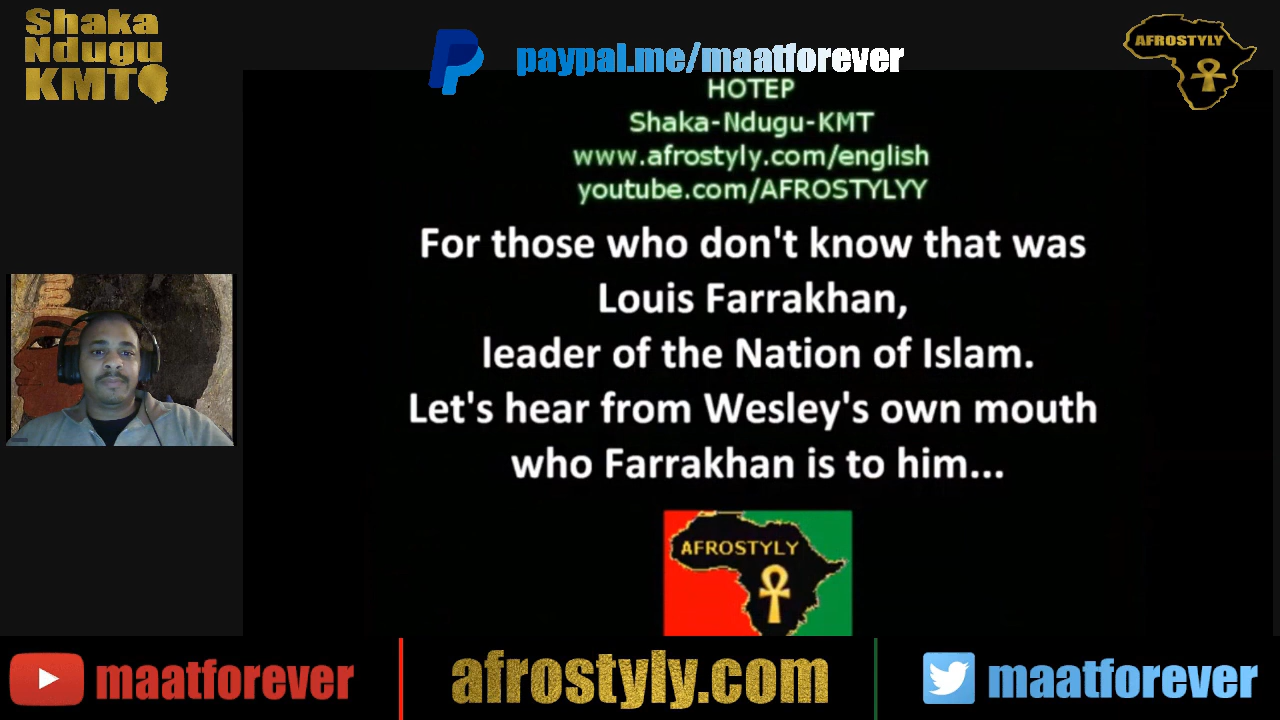 Shaka
Ndugu
KMT
paypal.me/maatforever
AFROSTYLY
HOTEP
Shaka-Ndugu-KMT
www.afrostyly.com/english
youtube.com/AFROSTYLYY
For those who don't know that was
Louis Farrakhan,
leader of the Nation of Islam.
Let's hear from Wesley's own mouth
who Farrakhan is to him...
AFROSTYLY
maatforever
afrostyly.com
maatforever